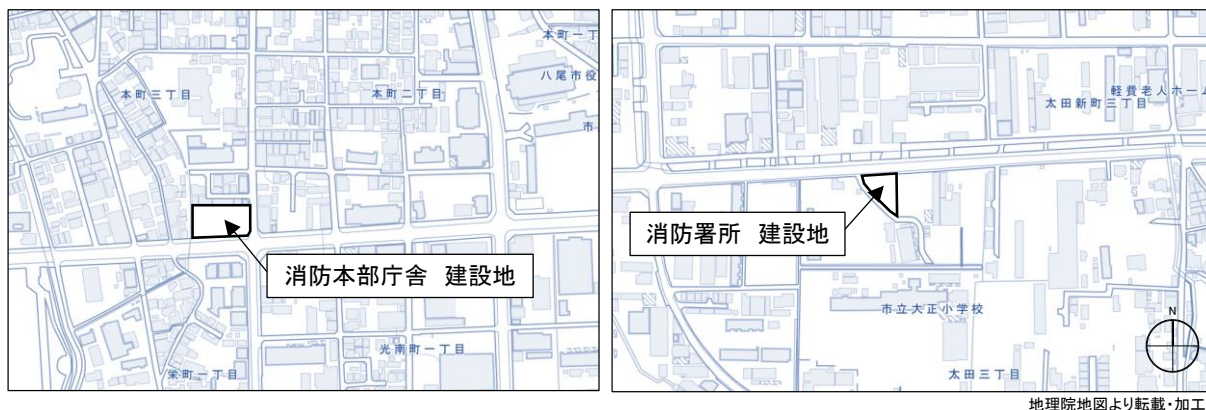 本町一丁
八尾市役
本町三丁目
本町二丁目
市
消防本部庁舎 建設地
光南町一丁目
栄町一丁目
軽費老人ホーム
太田新町三丁目
消防署所 建設地
市立大正小学校
N
太田三丁目
地理院地図より転載・加工